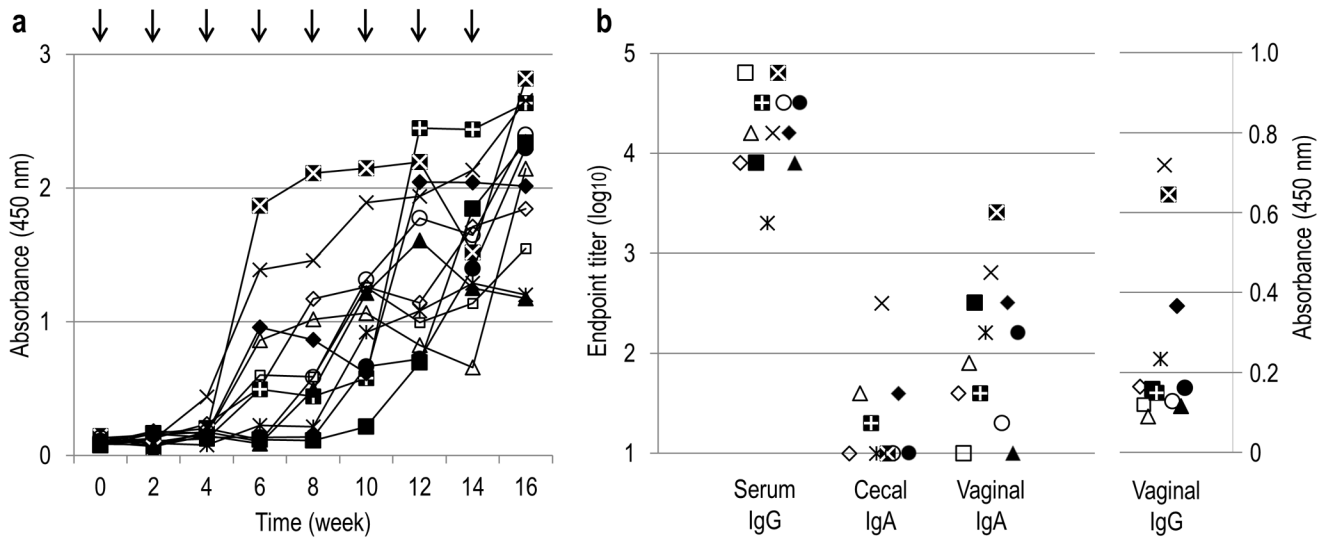 a
3
2
1
0
Absorbance (450 nm)
0 2 4 6 8 10 12 14 16
Time (week)
b
5
4
3
2
1
Endpoint titer (log10)
Serum
IgG
Cecal
IgA
Vaginal
IgA
Vaginal
IgG
1.0
0.8
0.6
0.4
0.2
0
Absorbance (450 nm)